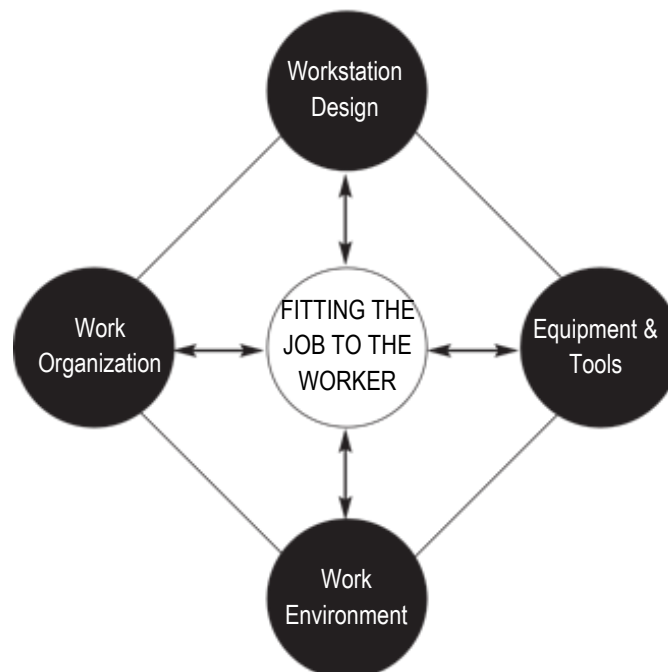 Workstation
Design
FITTING THE
JOB TO THE
WORKER
Work
Organization
Equipment &
Tools
Work
Environment